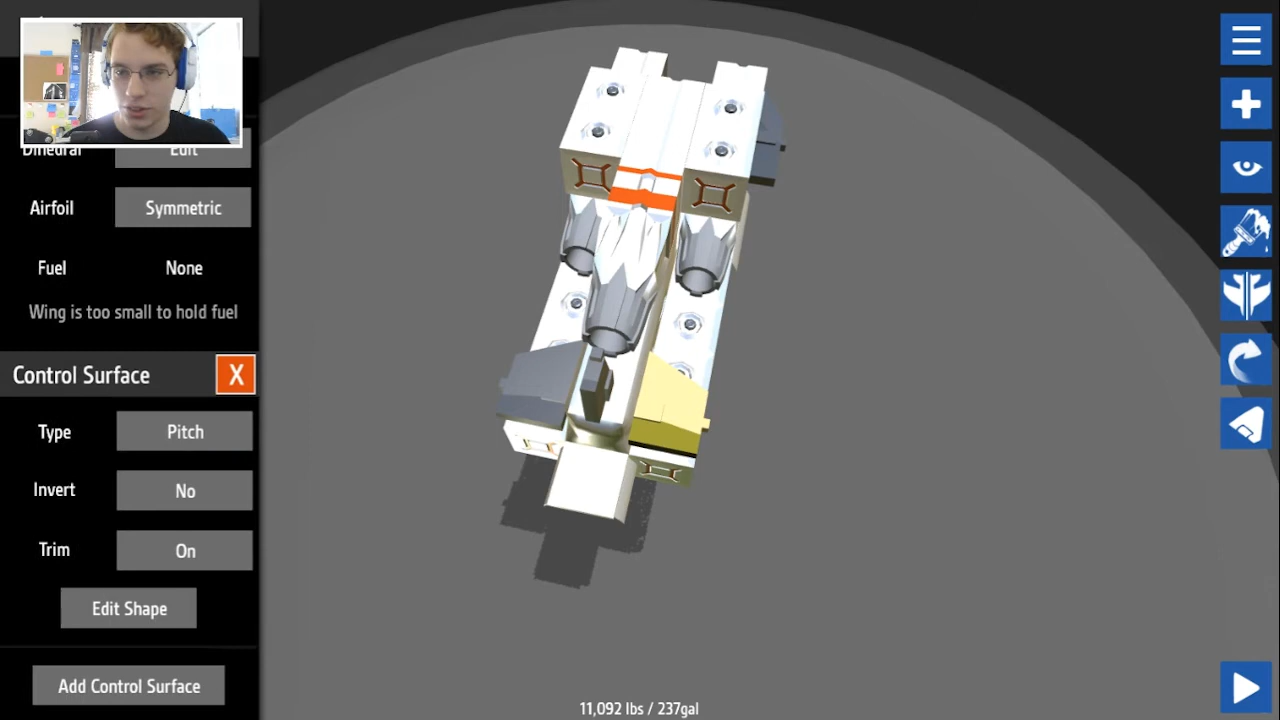 Dihedral Edit
Airfoil Symmetric
Fuel None
Wing is too small to hold fuel
Control Surface X
Type Pitch
Invert No
Trim On
Edit Shape
Add Control Surface
11,092 lbs / 237gal